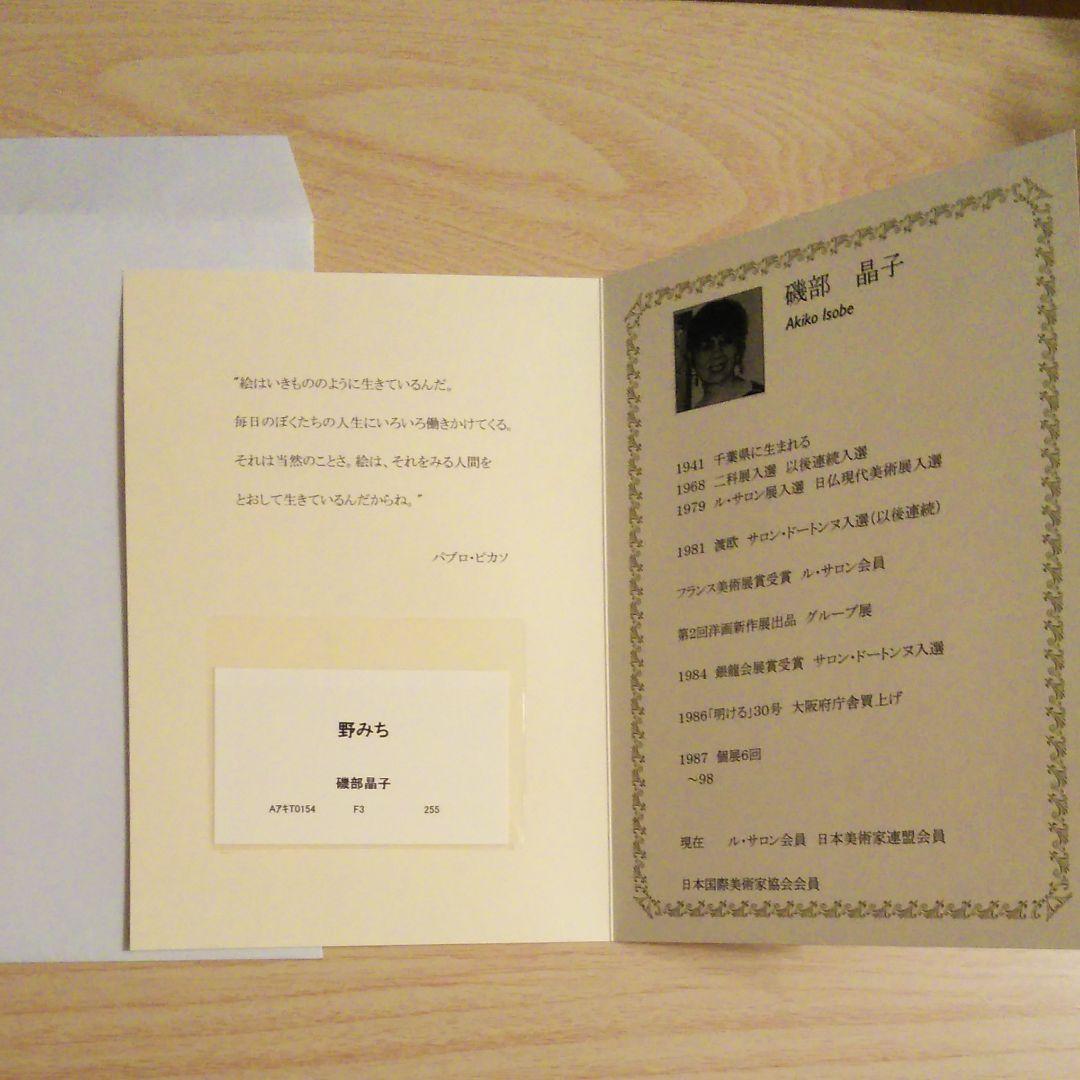 "絵はいきもののように生きているんだ。
毎日のぼくたちの人生にいろいろ働きかけてくる。
それは当然のことさ。絵は、それをみる人間を
とおして生きているんだからね。"
パブロ・ピカソ
野みち
磯部晶子
AアキT0154 F3 255
磯部 晶子
Akiko Isobe
1941 千葉県に生まれる
1968 二科展入選 以後連続入選
1979 ル・サロン展入選 日仏現代美術展入選
1981 渡欧 サロン・ドートンヌ入選(以後連続)
フランス美術展賞受賞 ル・サロン会員
第2回洋画新作展出品 グループ展
1984 銀龍会展賞受賞 サロン・ドートンヌ入選
1986「明ける」30号 大阪府庁舎買上げ
1987 個展6回
～98
現在 ル・サロン会員 日本美術家連盟会員
日本国際美術家協会会員